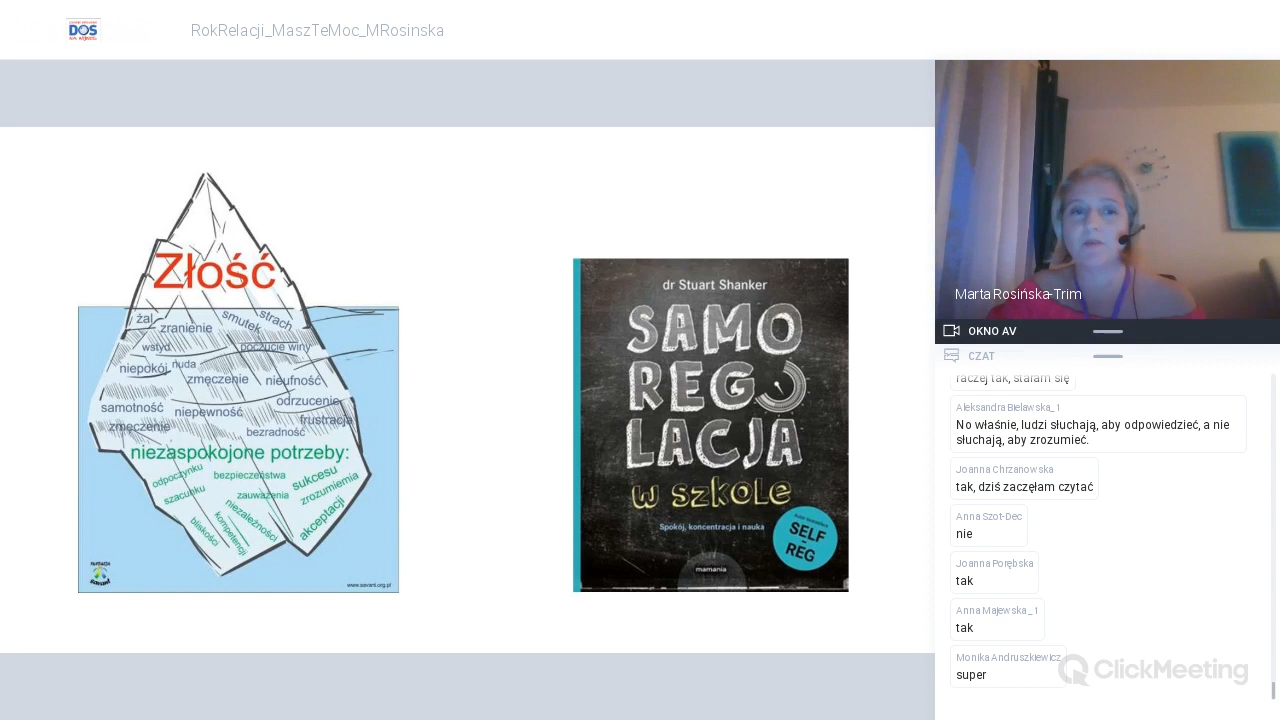 DOS
RokRelacji_MaszTeMoc_MRosinska
Złość
żal
zranienie
smutek
strach
wstyd
poczucie winy
niepokój
nuda
zmęczenie
nieufność
samotność
niepewność
odrzucenie
zmęczenie
bezradność
frustracja
niezaspokojone potrzeby:
odpoczynku
bezpieczeństwa
sukcesu
szacunku
zauważenia
zrozumienia
bliskości
kompetencji
niezależności
akceptacji
www.savant.org.pl
dr Stuart Shanker
SAMO
REGU
LACJA
w szkole
Spokój, koncentracja i nauka
SELF
-
REG
mamania
Marta Rosińska-Trim
OKNO AV
CZAT
raczej tak, staram się
Aleksandra Bielawska_1
No właśnie, ludzi słuchają, aby odpowiedzieć, a nie
słuchają, aby zrozumieć.
Joanna Chrzanowska
tak, dziś zaczęłam czytać
Anna Szot-Dec
nie
Joanna Porębska
tak
Anna Majewska_1
tak
Monika Andruszkiewicz
super
ClickMeeting